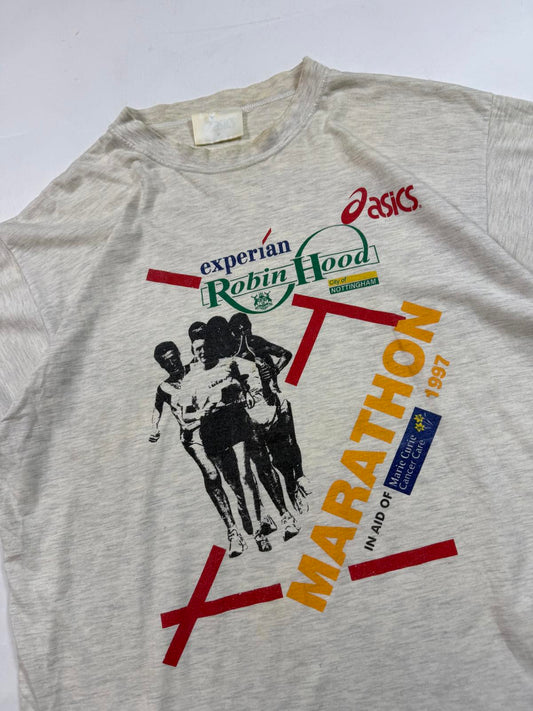 asics
experian
Robin Hood
City of
NOTTINGHAM
MARATHON
1997
IN AID OF
Marie Curie
Cancer Care